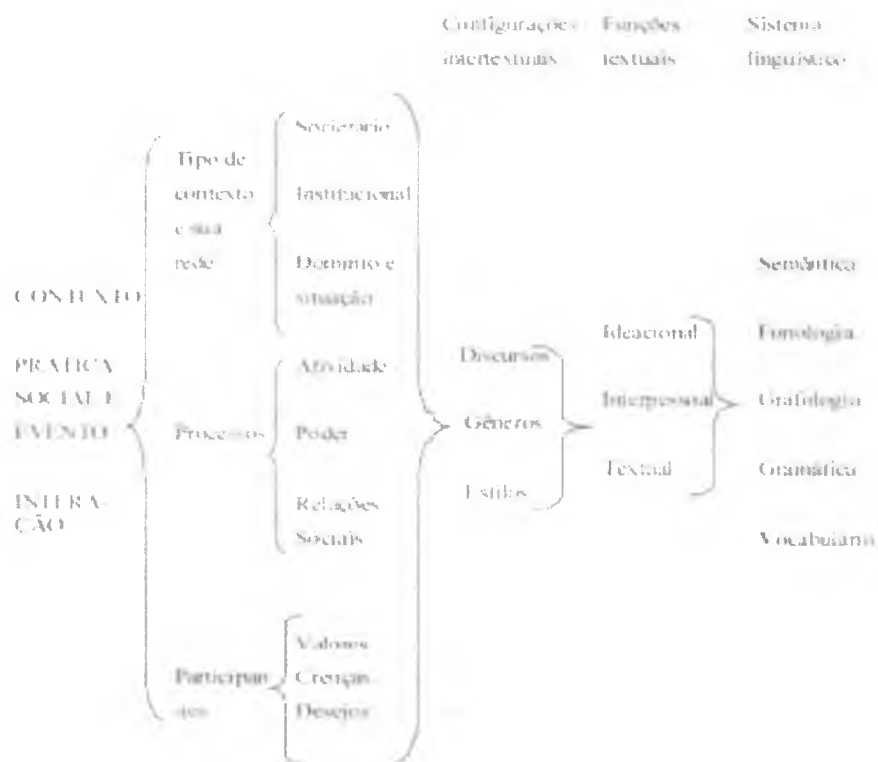 Configurações
intertextuais
Funções
textuais
Sistema
linguístico
CONTEXTO
PRÁTICA
SOCIAL E
EVENTO
INTERA-
ÇÃO
Tipo de
contexto
e sua
rede
Societário
Institucional
Domínio e
situação
Processos
Atividade
Poder
Relações
Sociais
Participan
tes
Valores
Crenças
Desejos
Discursos
Gêneros
Estilos
Ideacional
Interpessoal
Textual
Semântica
Fonologia
Grafologia
Gramática
Vocabulário